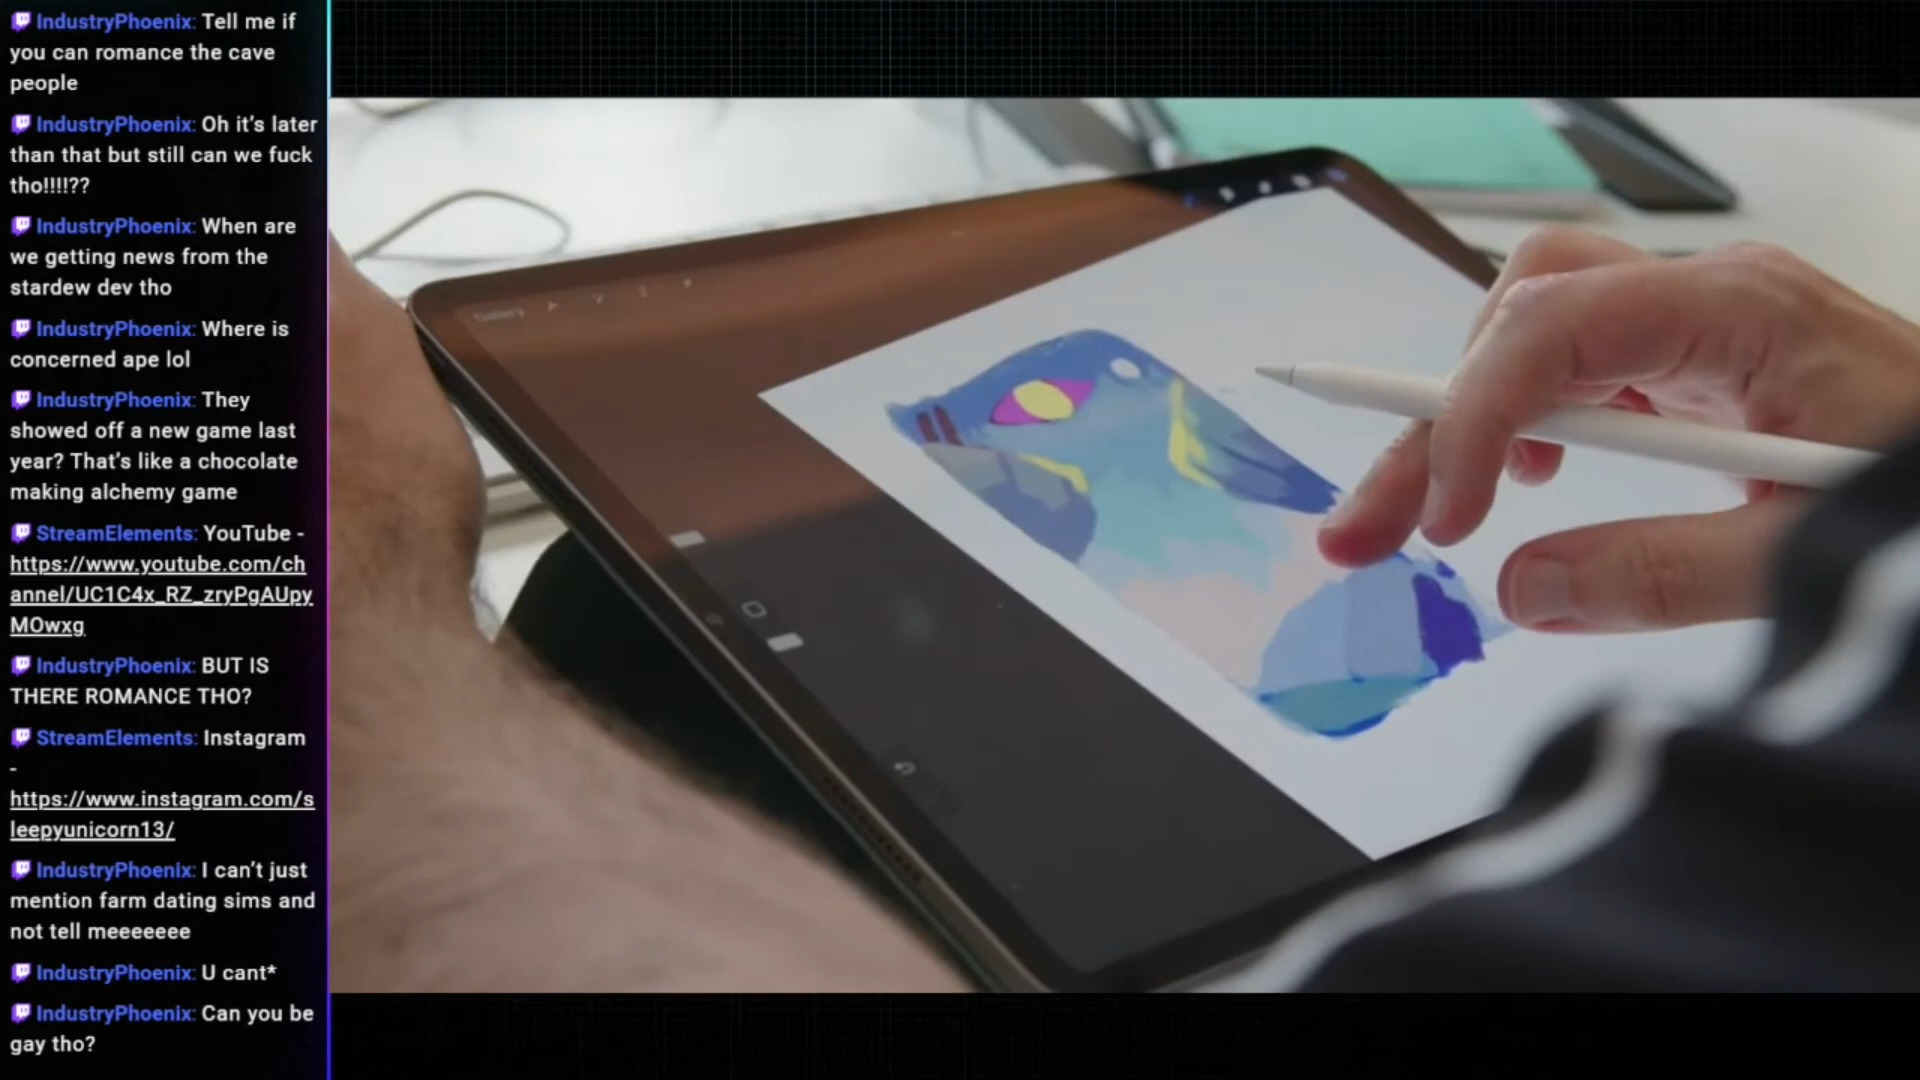 IndustryPhoenix: Tell me if
you can romance the cave
people
IndustryPhoenix: Oh it's later
than that but still can we fuck
tho!!!!??
IndustryPhoenix: When are
we getting news from the
stardew dev tho
IndustryPhoenix: Where is
concerned ape lol
IndustryPhoenix: They
showed off a new game last
year? That's like a chocolate
making alchemy game
StreamElements: YouTube -
https://www.youtube.com/ch
annel/UC1C4x_RZ_zryPgAUpy
MOwxg
IndustryPhoenix: BUT IS
THERE ROMANCE THO?
StreamElements: Instagram
-
https://www.instagram.com/s
leepyunicorn13/
IndustryPhoenix: I can't just
mention farm dating sims and
not tell meeeeeee
IndustryPhoenix: U cant*
IndustryPhoenix: Can you be
gay tho?
Gallery